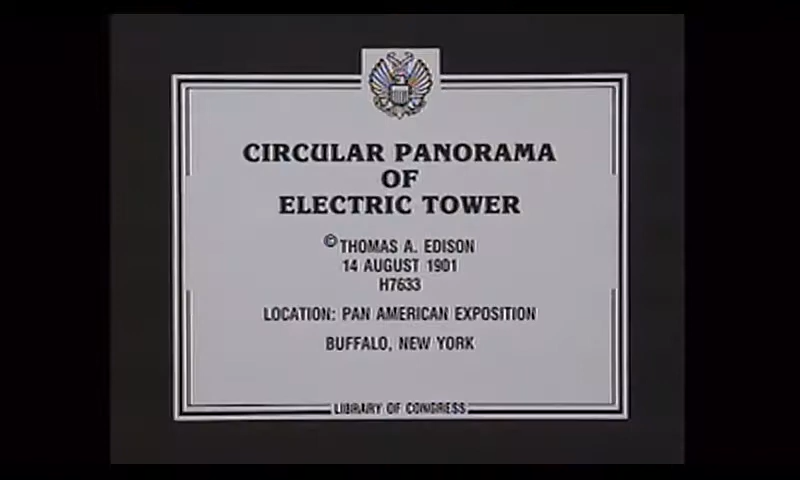 CIRCULAR PANORAMA
OF
ELECTRIC TOWER
© THOMAS A. EDISON
14 AUGUST 1901
H7633
LOCATION: PAN AMERICAN EXPOSITION
BUFFALO, NEW YORK
LIBRARY OF CONGRESS